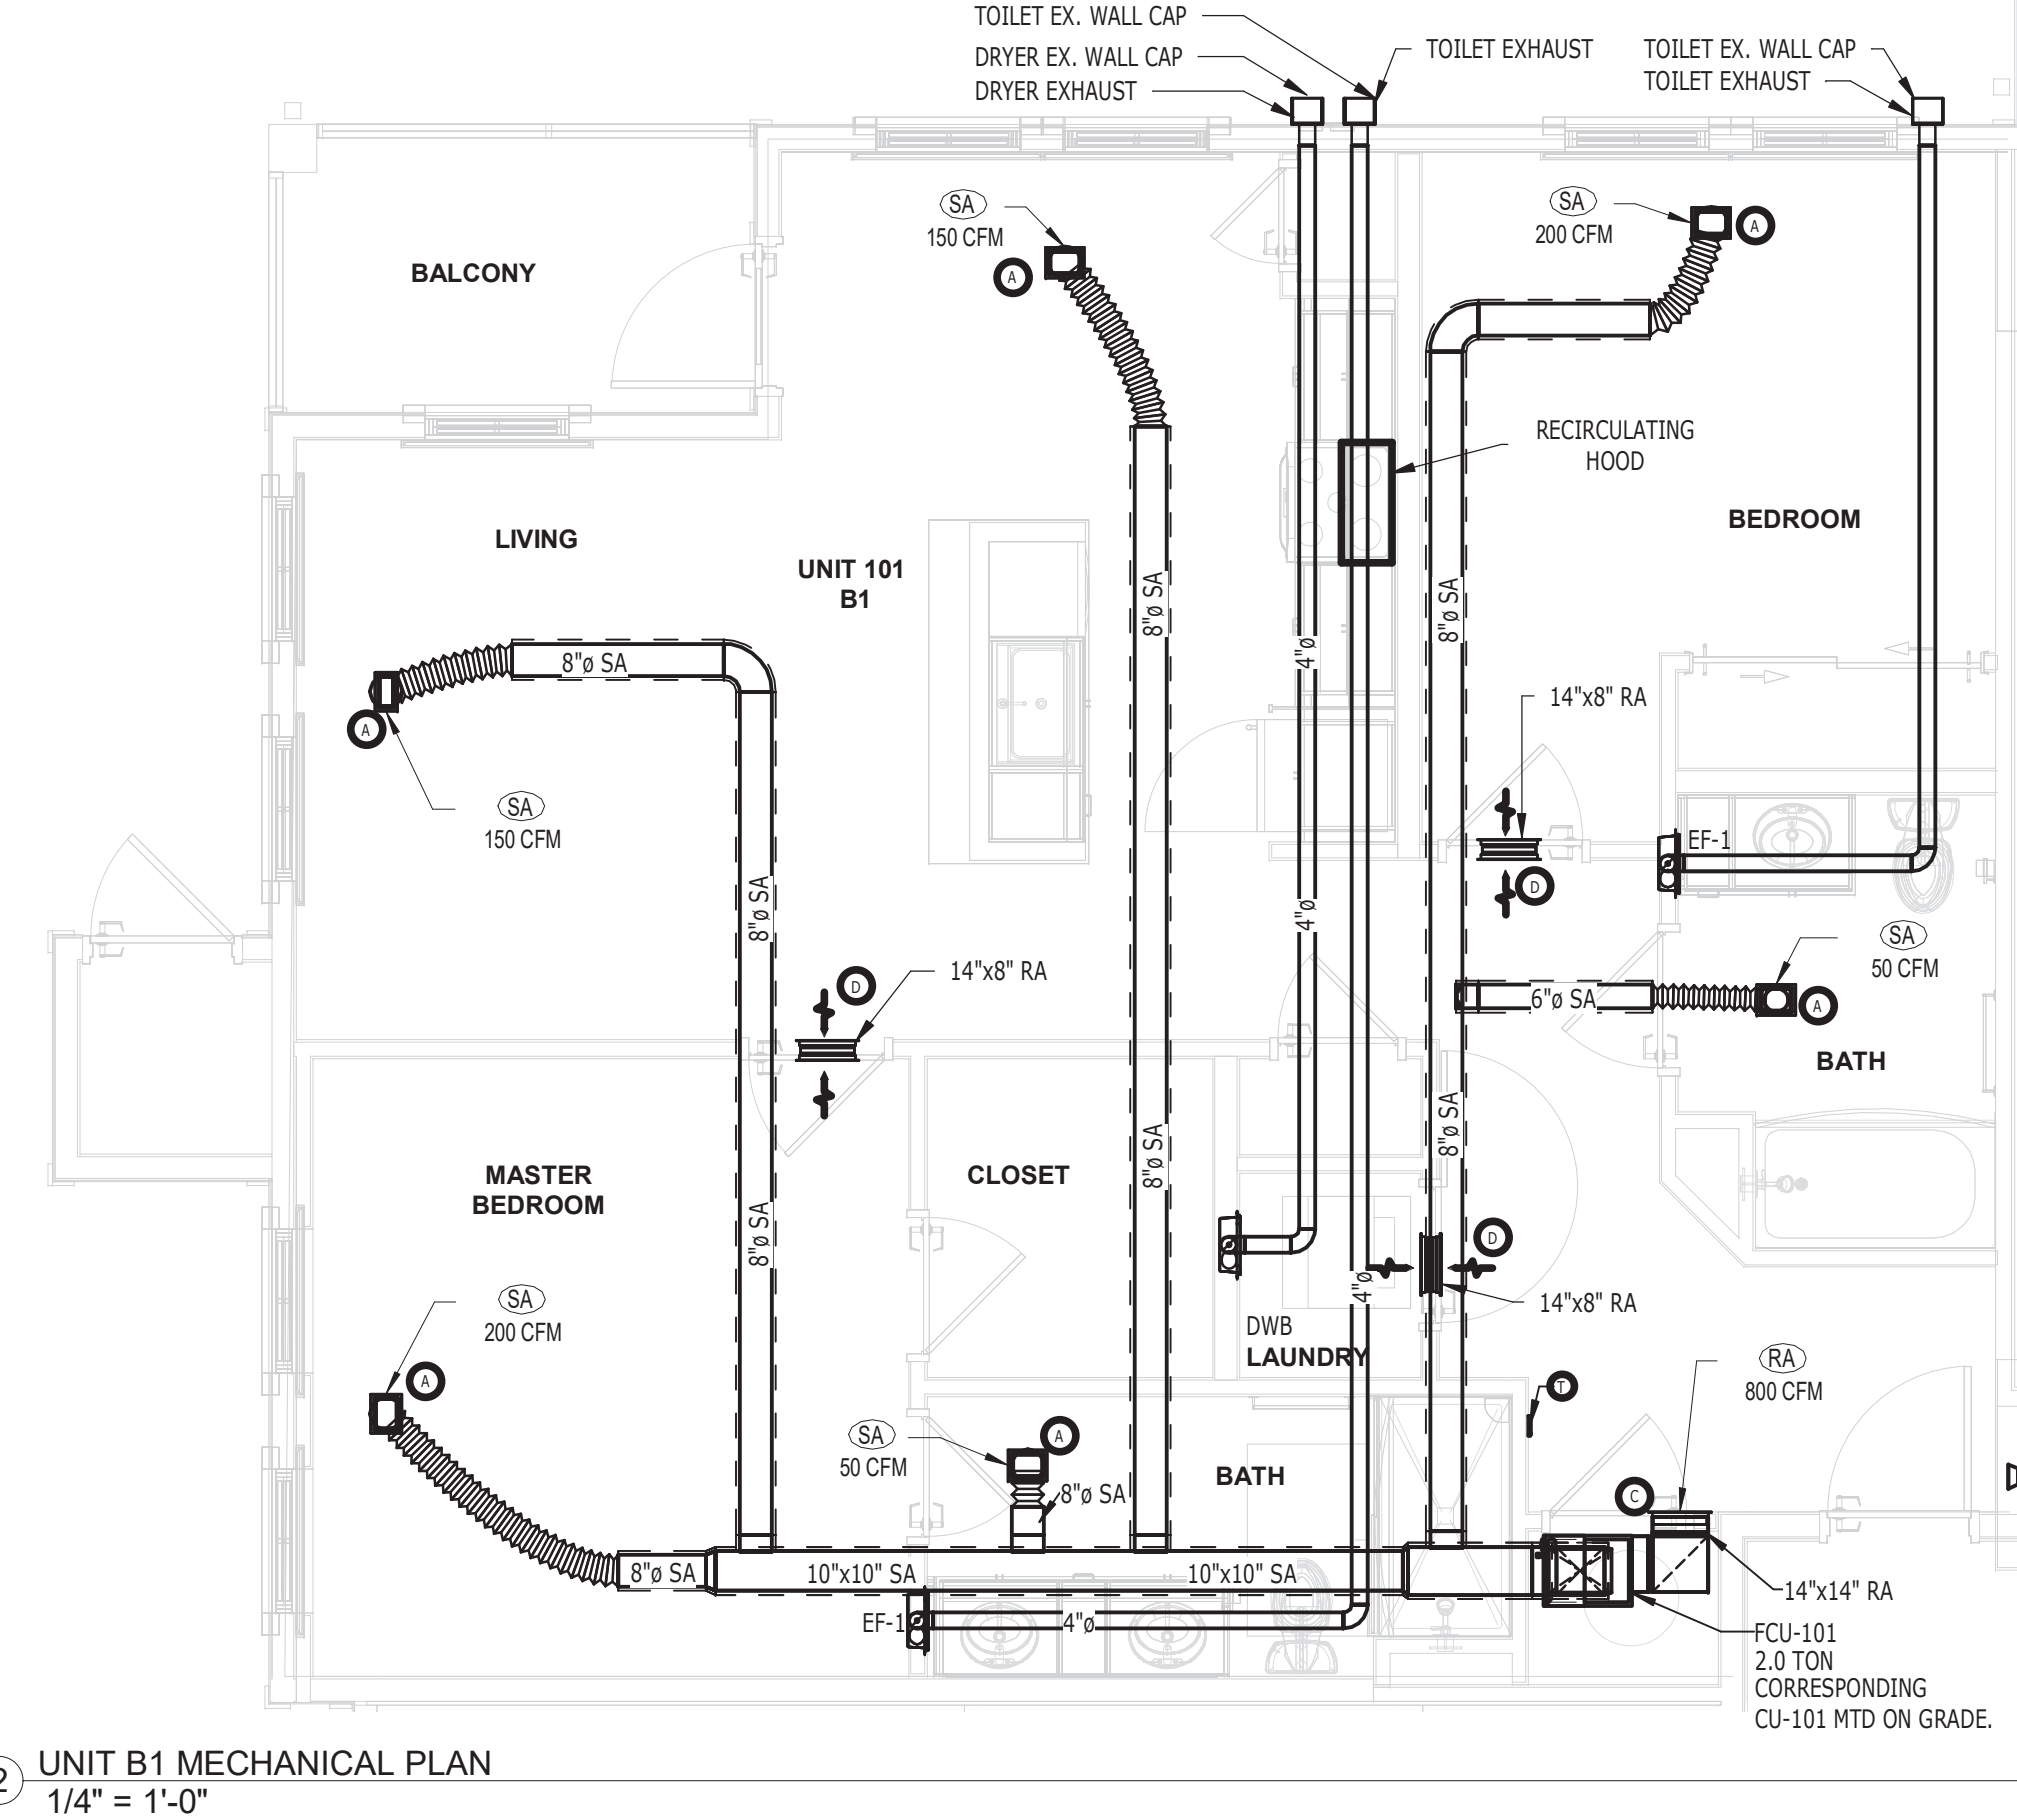 TOILET EX. WALL CAP
DRYER EX. WALL CAP
DRYER EXHAUST
TOILET EXHAUST
TOILET EX. WALL CAP
TOILET EXHAUST
SA
150 CFM
A
SA
200 CFM
A
BALCONY
RECIRCULATING
HOOD
BEDROOM
LIVING
UNIT 101
B1
8"ø SA
8"ø SA
4"ø
8"ø SA
14"x8" RA
A
SA
150 CFM
EF-1
D
8"ø SA
4"ø
SA
50 CFM
14"x8" RA
D
6"ø SA
A
BATH
8"ø SA
8"ø SA
MASTER
BEDROOM
CLOSET
8"ø SA
D
4"ø
14"x8" RA
SA
200 CFM
DWB
LAUNDRY
A
T
RA
800 CFM
SA
50 CFM
A
BATH
8"ø SA
C
8"ø SA
10"x10" SA
10"x10" SA
14"x14" RA
EF-1
4"ø
FCU-101
2.0 TON
CORRESPONDING
CU-101 MTD ON GRADE.
2
UNIT B1 MECHANICAL PLAN
1/4" = 1'-0"